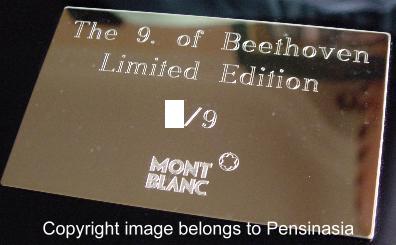 The 9. of Beethoven
Limited Edition
/9
MONT
BLANC
Copyright image belongs to Pensinasia